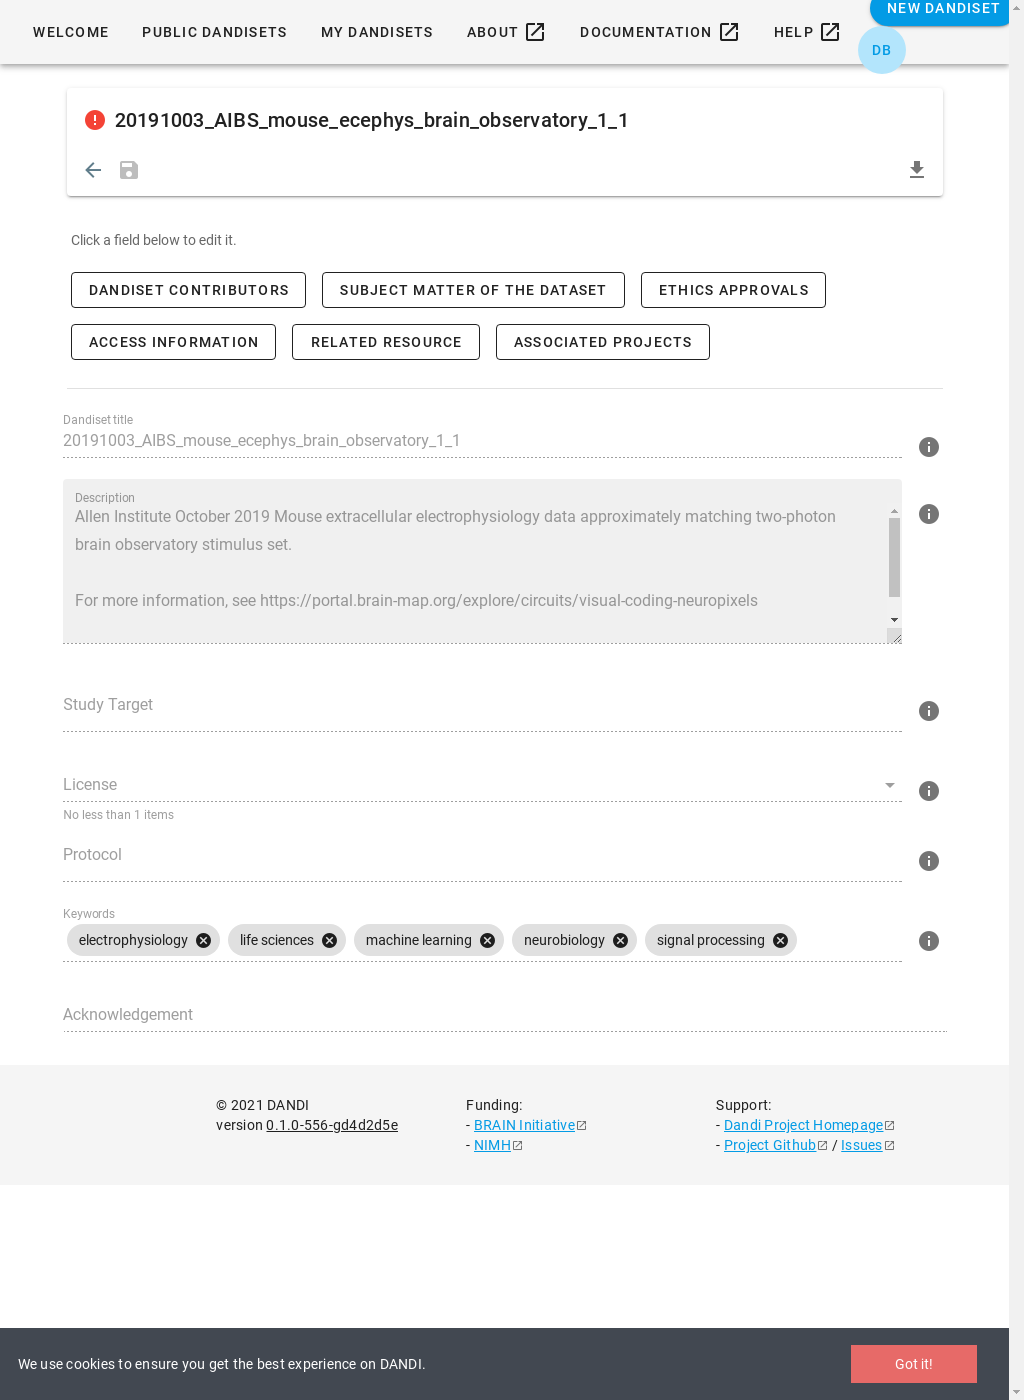 WELCOME PUBLIC DANDISETS MY DANDISETS ABOUT DOCUMENTATION HELP NEW DANDISET
DB
20191003_AIBS_mouse_ecephys_brain_observatory_1_1
Click a field below to edit it.
DANDISET CONTRIBUTORS SUBJECT MATTER OF THE DATASET ETHICS APPROVALS
ACCESS INFORMATION RELATED RESOURCE ASSOCIATED PROJECTS
Dandiset title
20191003_AIBS_mouse_ecephys_brain_observatory_1_1
Description
Allen Institute October 2019 Mouse extracellular electrophysiology data approximately matching two-photon
brain observatory stimulus set.
For more information, see https://portal.brain-map.org/explore/circuits/visual-coding-neuropixels
Study Target
License
No less than 1 items
Protocol
Keywords
electrophysiology life sciences machine learning neurobiology signal processing
Acknowledgement
© 2021 DANDI
version 0.1.0-556-gd4d2d5e
Funding:
- BRAIN Initiative
- NIMH
Support:
- Dandi Project Homepage
- Project Github / Issues
We use cookies to ensure you get the best experience on DANDI. Got it!